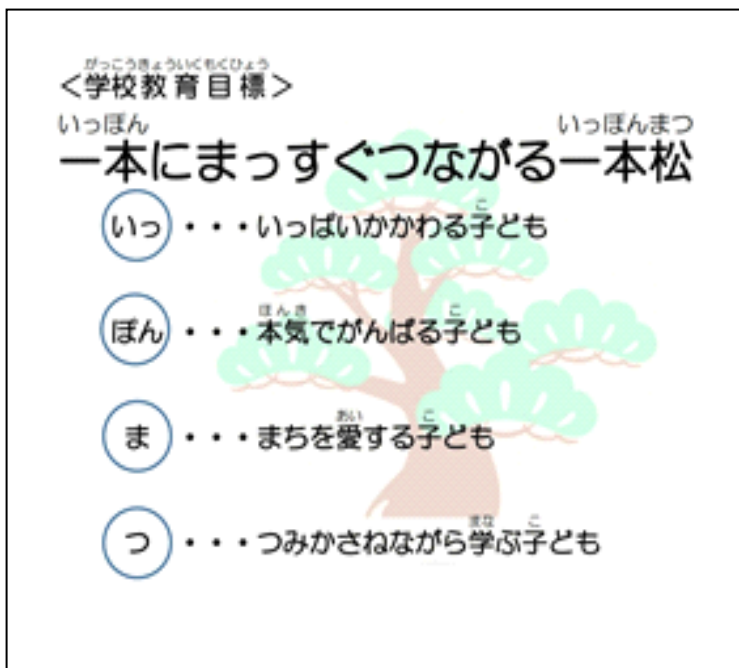 がっこうきょういくもくひょう
＜学校教育目標＞
いっぽん いっぽんまつ
一本にまっすぐつながる一本松
こ
いっ・・・いっぱいかかわる子ども
ほんき こ
ぽん・・・本気でがんばる子ども
あい こ
ま・・・まちを愛する子ども
まな こ
つ・・・つみかさねながら学ぶ子ども